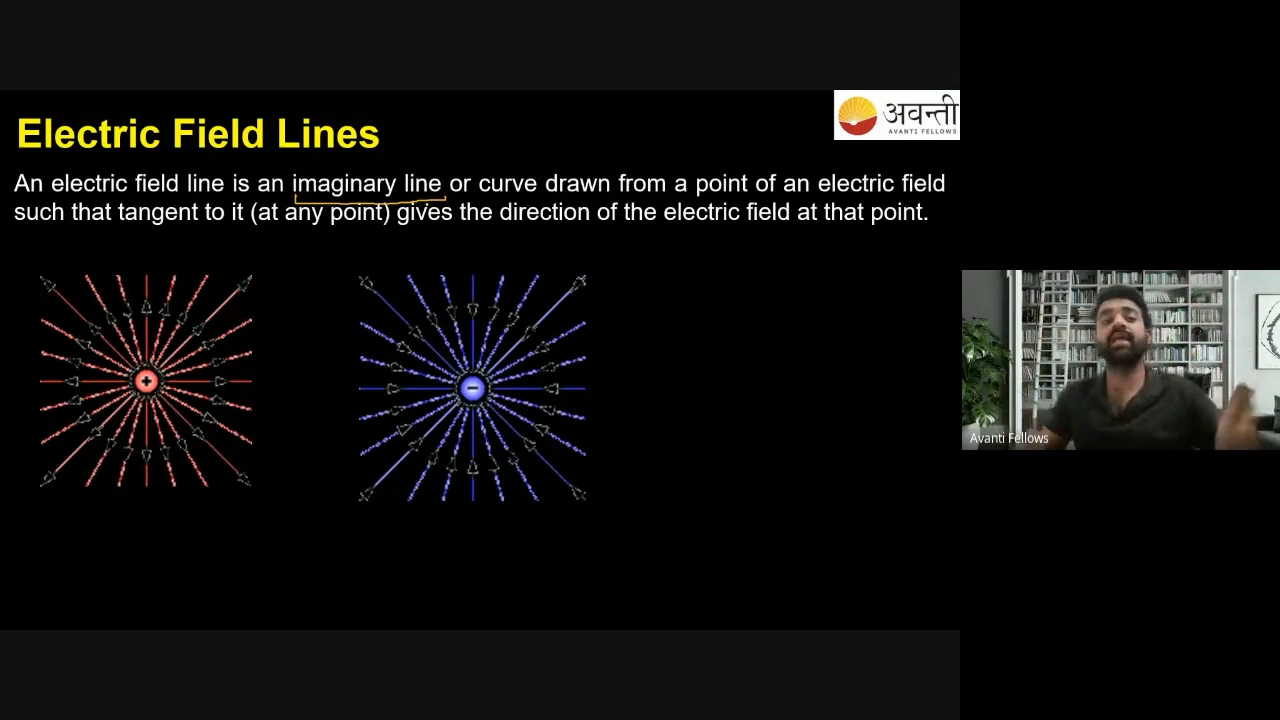 Electric Field Lines
अवन्ती
AVANTI FELLOWS
An electric field line is an imaginary line or curve drawn from a point of an electric field
such that tangent to it (at any point) gives the direction of the electric field at that point.
+
−
Avanti Fellows